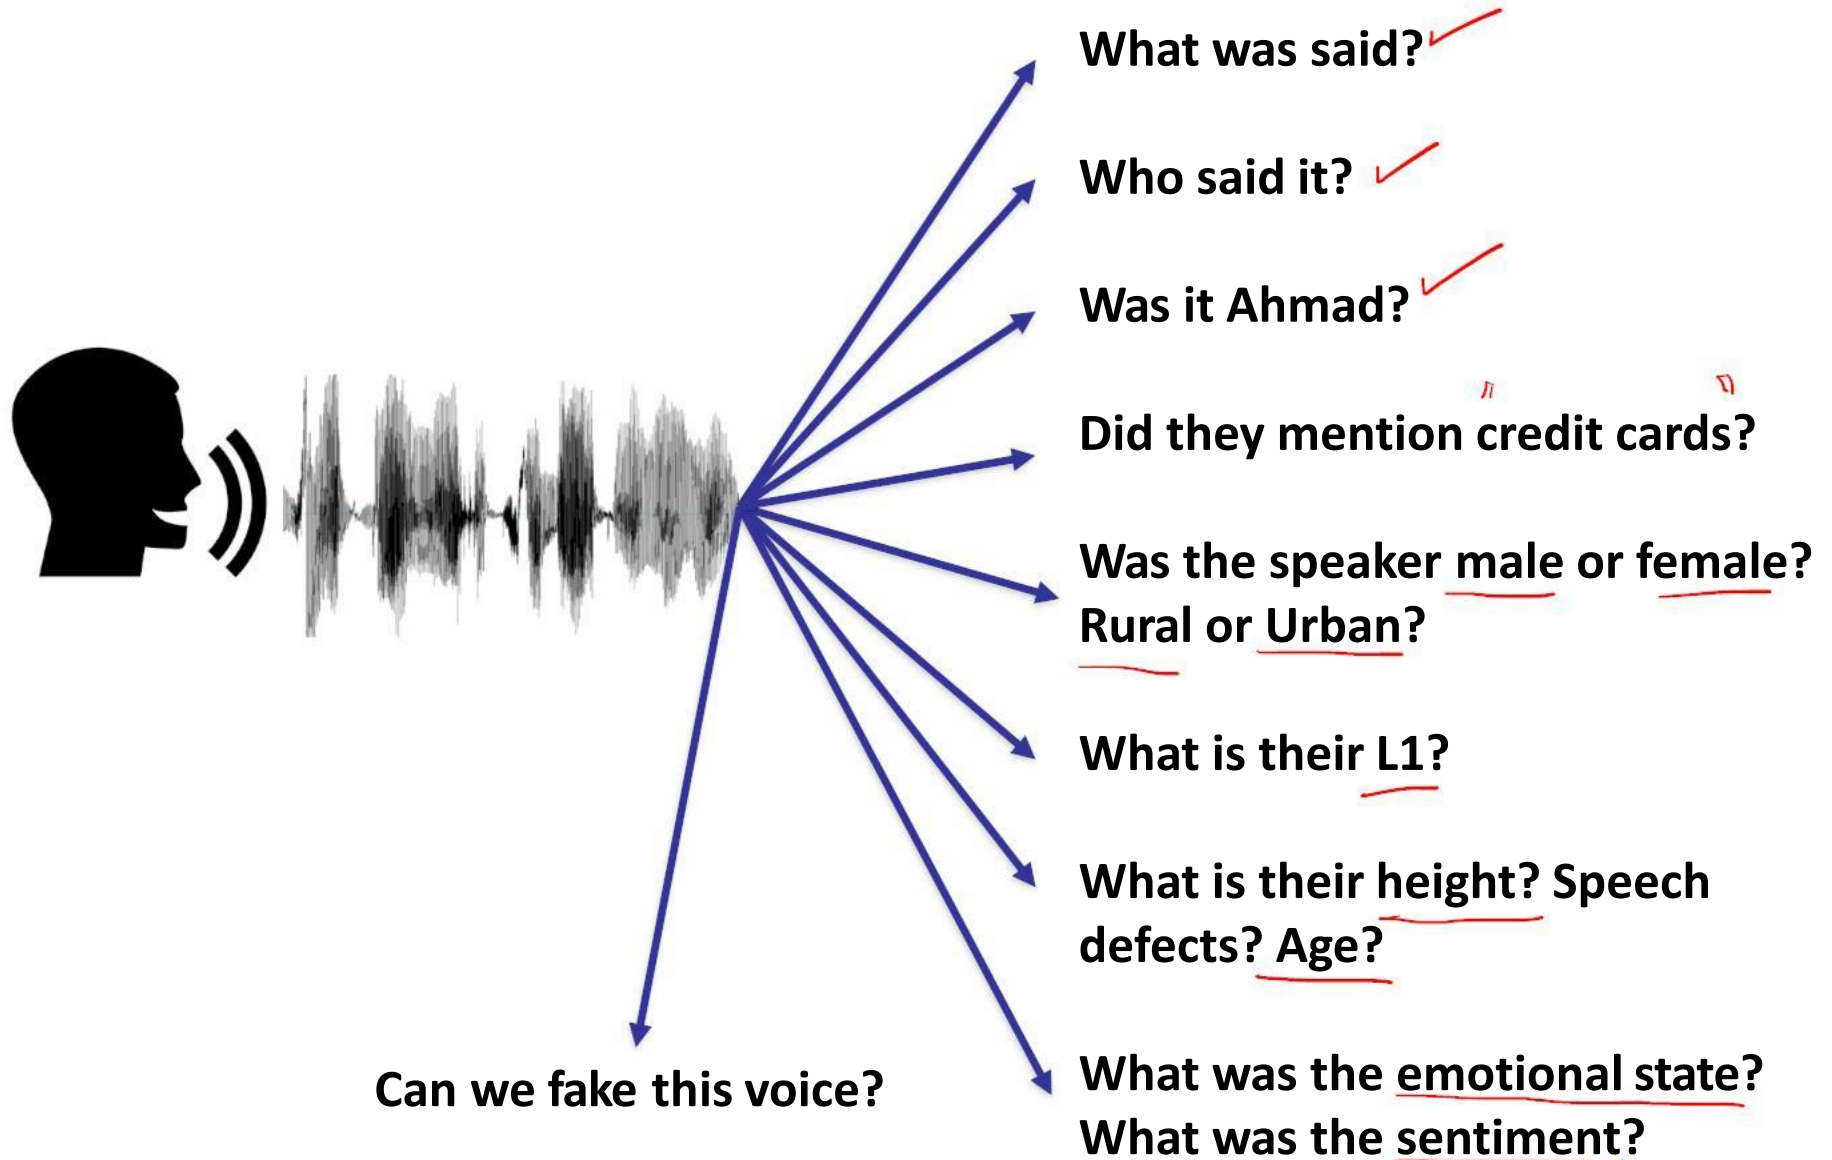 What was said?
Who said it?
Was it Ahmad?
Did they mention credit cards?
Was the speaker male or female?
Rural or Urban?
What is their L1?
What is their height? Speech
defects? Age?
What was the emotional state?
What was the sentiment?
Can we fake this voice?